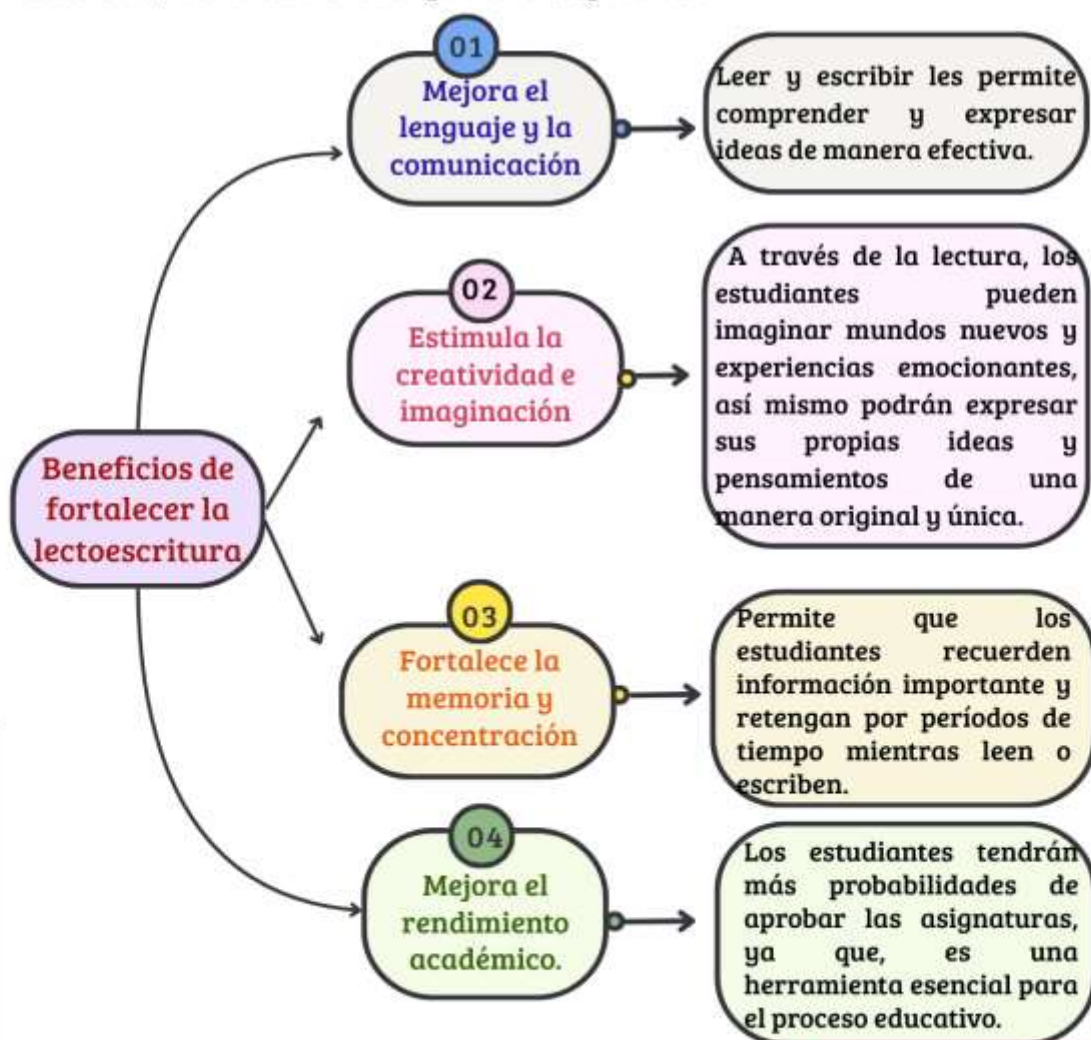 Beneficios de
fortalecer la
lectoescritura
01
Mejora el
lenguaje y la
comunicación
Leer y escribir les permite
comprender y expresar
ideas de manera efectiva.
02
Estimula la
creatividad e
imaginación
A través de la lectura, los
estudiantes pueden
imaginar mundos nuevos y
experiencias emocionantes,
así mismo podrán expresar
sus propias ideas y
pensamientos de una
manera original y única.
03
Fortalece la
memoria y
concentración
Permite que los
estudiantes recuerden
información importante y
retengan por períodos de
tiempo mientras leen o
escriben.
04
Mejora el
rendimiento
académico.
Los estudiantes tendrán
más probabilidades de
aprobar las asignaturas,
ya que, es una
herramienta esencial para
el proceso educativo.